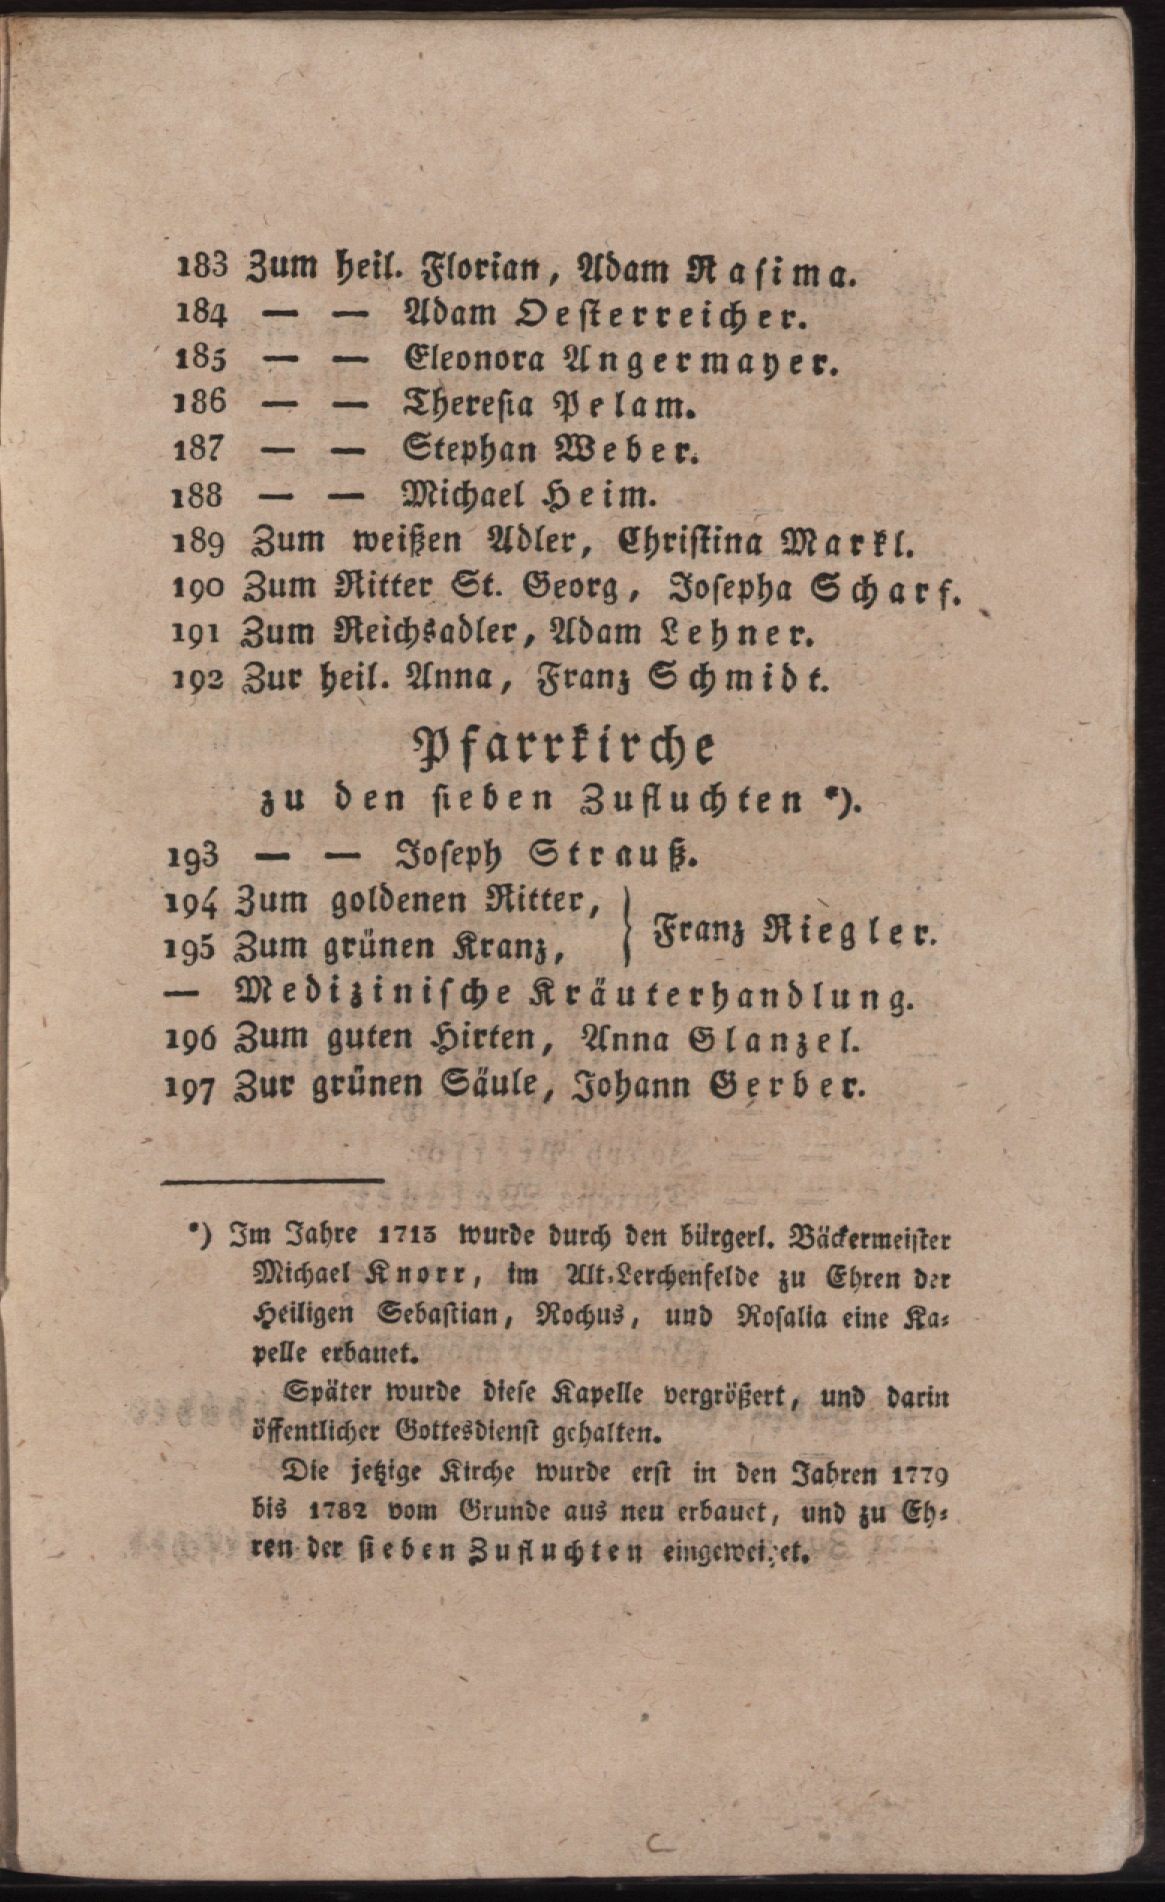 183 Zum heil. Florian, Adam Rasima.
184 — — Adam Oesterreicher.
185 — — Eleonora Angermayer.
186 — — Theresia Pelam.
187 — — Stephan Weber.
188 — — Michael Heim.
189 Zum weißen Adler, Christina Markl.
190 Zum Ritter St. Georg, Josepha Scharf.
191 Zum Reichsadler, Adam Lehner.
192 Zur heil. Anna, Franz Schmidt.
Pfarrkirche
zu den sieben Zufluchten *).
193 — — Joseph Strauß.
194 Zum goldenen Ritter,
195 Zum grünen Kranz, } Franz Riegler.
— Medizinische Kräuterhandlung.
196 Zum guten Hirten, Anna Glanzel.
197 Zur grünen Säule, Johann Gerber.
*) Im Jahre 1713 wurde durch den bürgerl. Bäckermeister
Michael Knorr, im Alt-Lerchenfelde zu Ehren der
Heiligen Sebastian, Rochus, und Rosalia eine Ka-
pelle erbauet.
Später wurde diese Kapelle vergrößert, und darin
öffentlicher Gottesdienst gehalten.
Die jetzige Kirche wurde erst in den Jahren 1779
bis 1782 vom Grunde aus neu erbauet, und zu Eh-
ren der sieben Zufluchten eingeweihet.